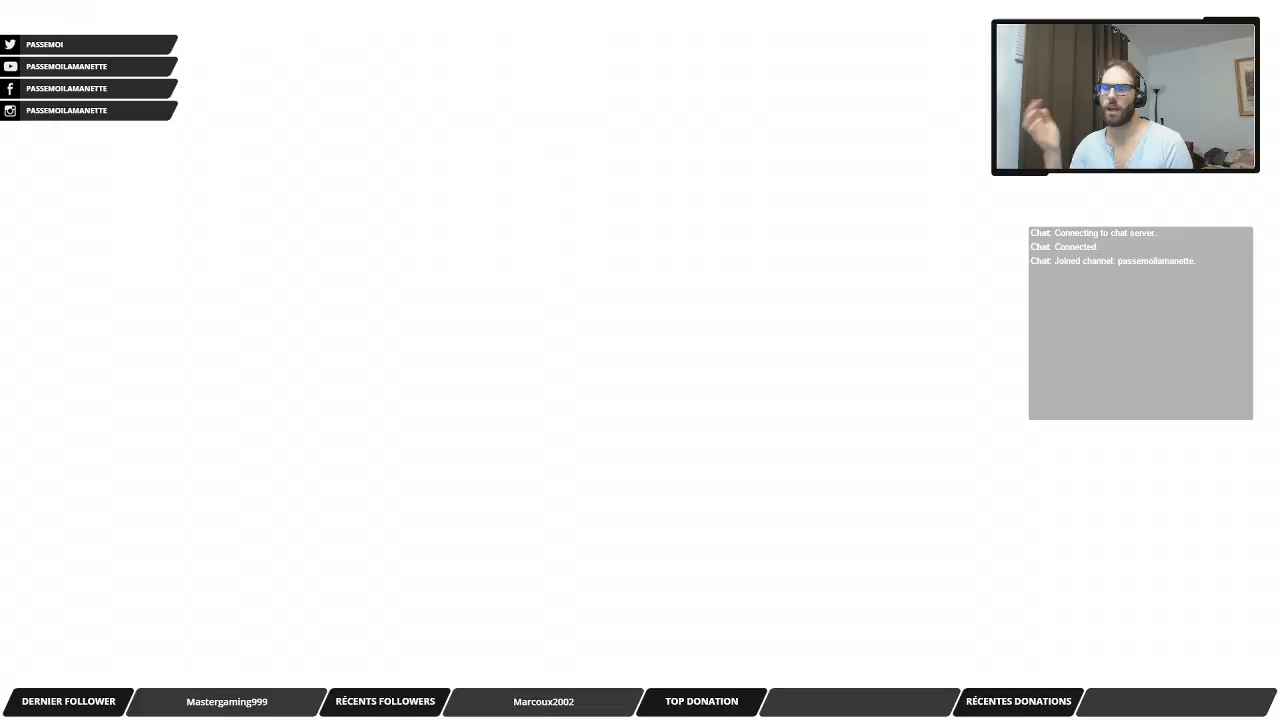 PASSEMOI
PASSEMOILAMANETTE
PASSEMOILAMANETTE
PASSEMOILAMANETTE
Chat: Connecting to chat server..
Chat: Connected.
Chat: Joined channel: passemoilamanette.
DERNIER FOLLOWER Mastergaming999 RÉCENTS FOLLOWERS Marcoux2002 TOP DONATION RÉCENTES DONATIONS